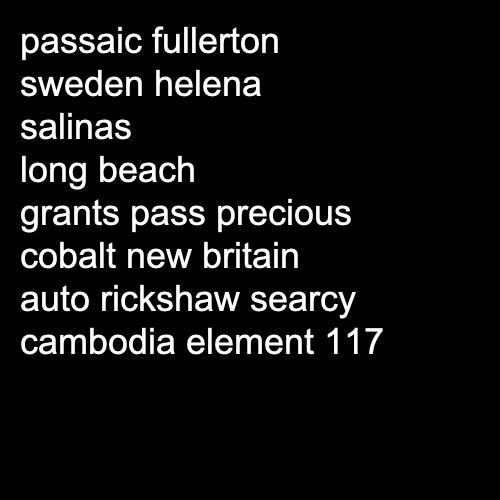 passaic fullerton
sweden helena
salinas
long beach
grants pass precious
cobalt new britain
auto rickshaw searcy
cambodia element 117